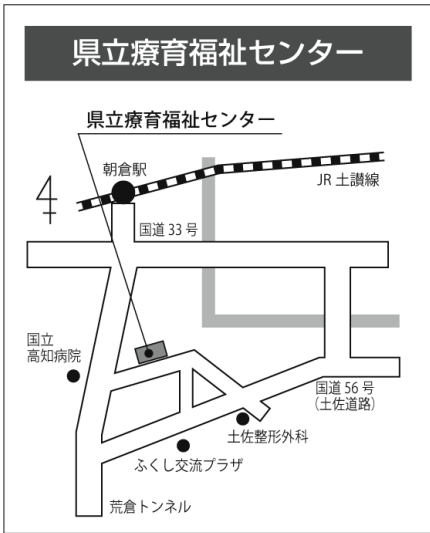 県立療育福祉センター
県立療育福祉センター
朝倉駅
JR 土讃線
国道 33 号
国立
高知病院
国道 56 号
(土佐道路)
土佐整形外科
ふくし交流プラザ
荒倉トンネル